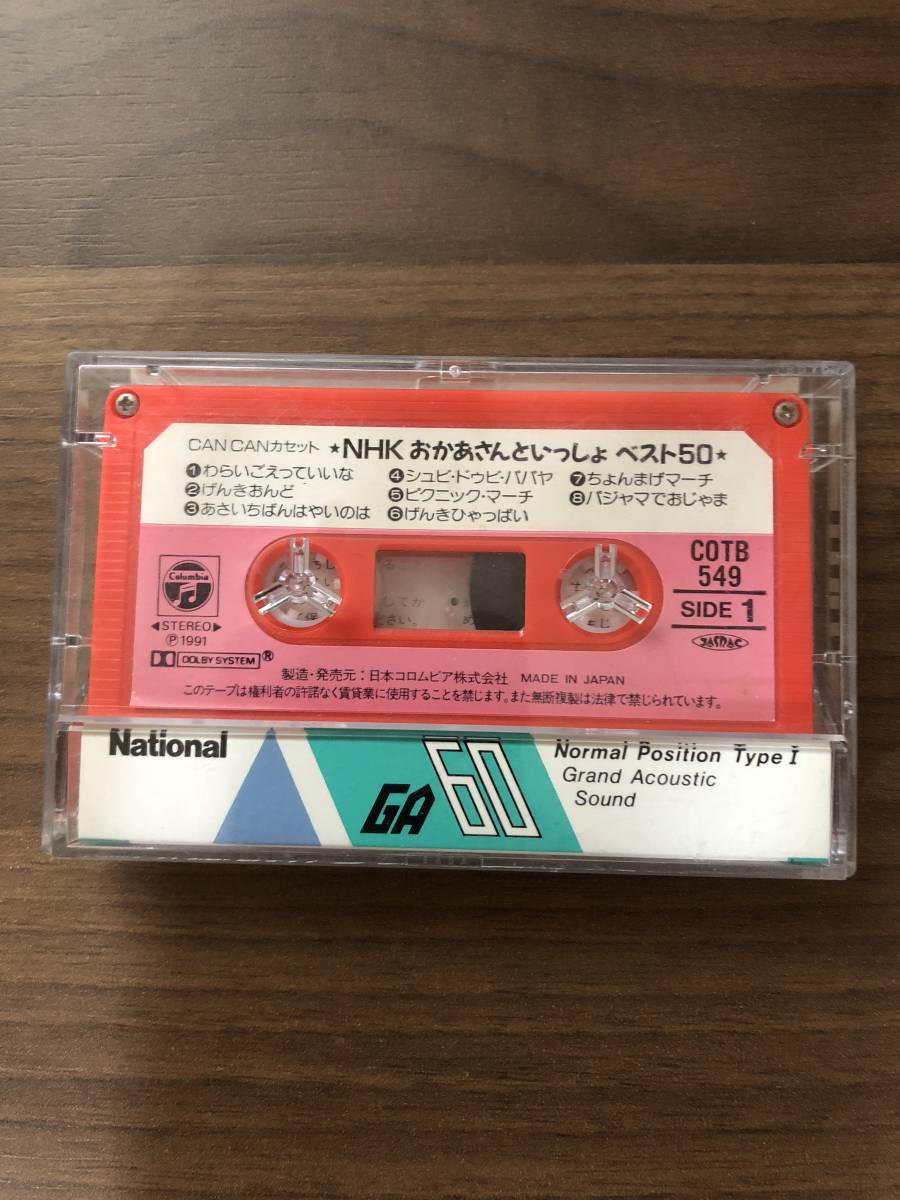 CAN CANカセット ★NHK おかあさんといっしょ ベスト50★
❶わらいごえっていいな
❷げんきおんど
❸あさいちばんはやいのは
❹シュビ・ドゥビ・パパヤ
❺ピクニック・マーチ
❻げんきひゃっぱい
❼ちょんまげマーチ
❽パジャマでおじゃま
Columbia
◀STEREO▶
Ⓟ1991
DOLBY SYSTEM®
COTB
549
SIDE 1
JASRAC
製造・発売元:日本コロムビア株式会社 MADE IN JAPAN
このテープは権利者の許諾なく賃貸業に使用することを禁じます。また無断複製は法律で禁じられています。
National
GA 60
Normal Position Type I
Grand Acoustic
Sound